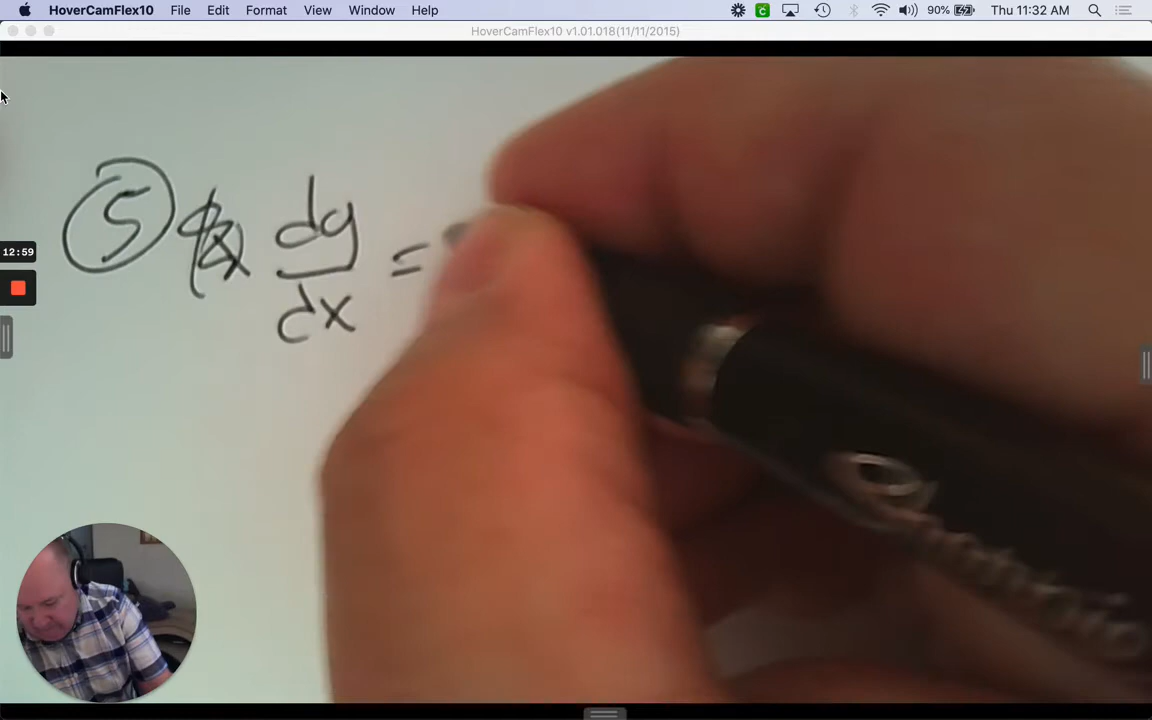 HoverCamFlex10 File Edit Format View Window Help 90% Thu 11:32 AM
HoverCamFlex10 v1.01.018(11/11/2015)
5 dy/dx =
12:59